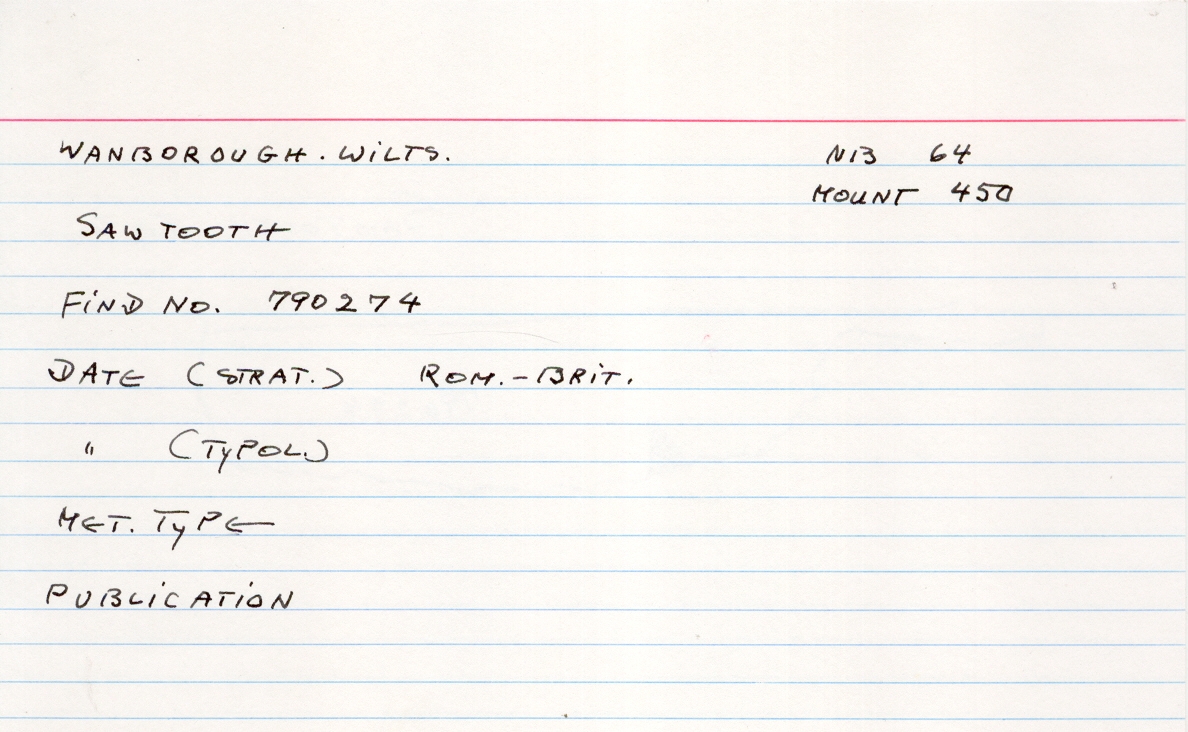 WANBOROUGH. WILTS. NB 64
MOUNT 450
SAW TOOTH
FIND NO. 790274
DATE (STRAT.) ROM.-BRIT.
" (TYPOL.)
MET. TYPE
PUBLICATION